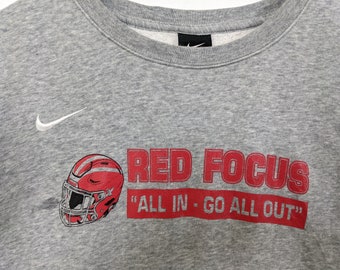 RED FOCUS
"ALL IN - GO ALL OUT"